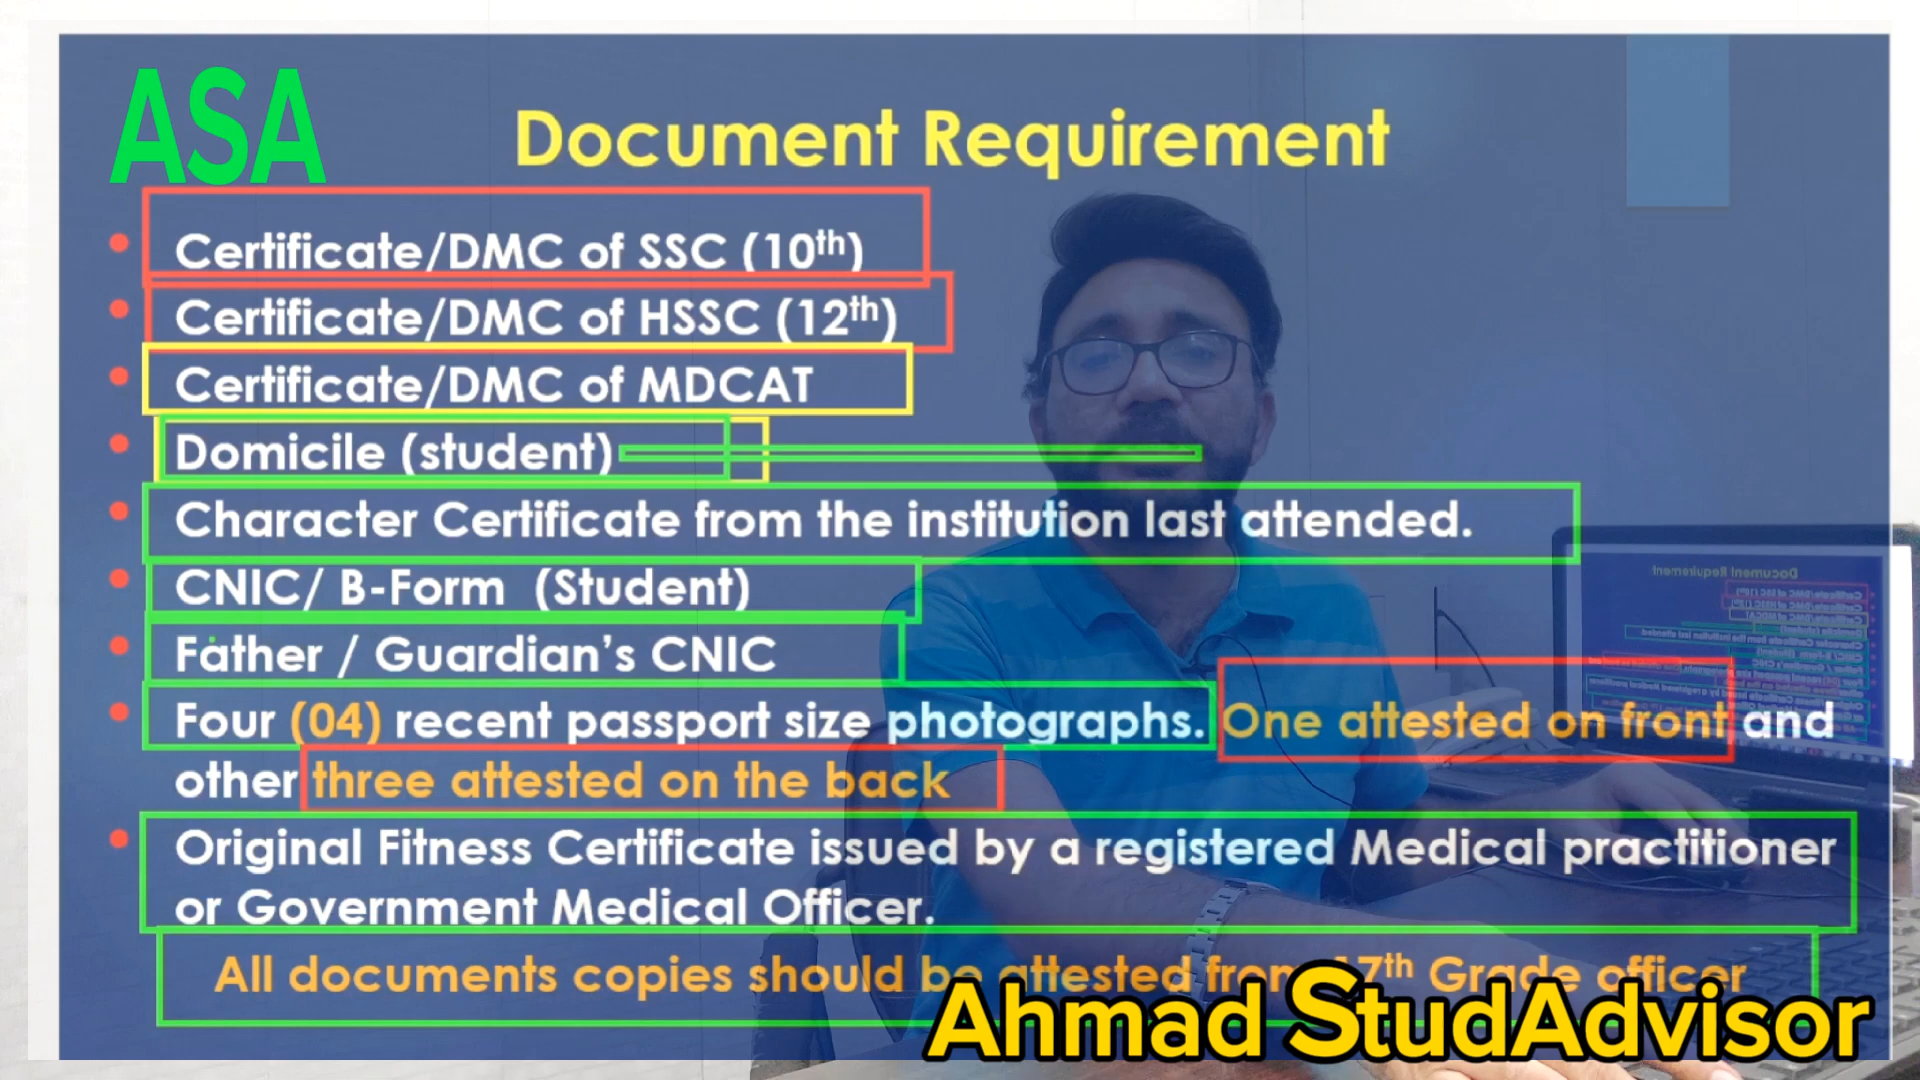 ASA
Document Requirement
• Certificate/DMC of SSC (10th)
• Certificate/DMC of HSSC (12th)
• Certificate/DMC of MDCAT
• Domicile (student)
• Character Certificate from the institution last attended.
• CNIC/ B-Form (Student)
• Father / Guardian's CNIC
• Four (04) recent passport size photographs. One attested on front and
other three attested on the back
• Original Fitness Certificate issued by a registered Medical practitioner
or Government Medical Officer.
All documents copies should be attested from 17th Grade officer
Ahmad StudAdvisor